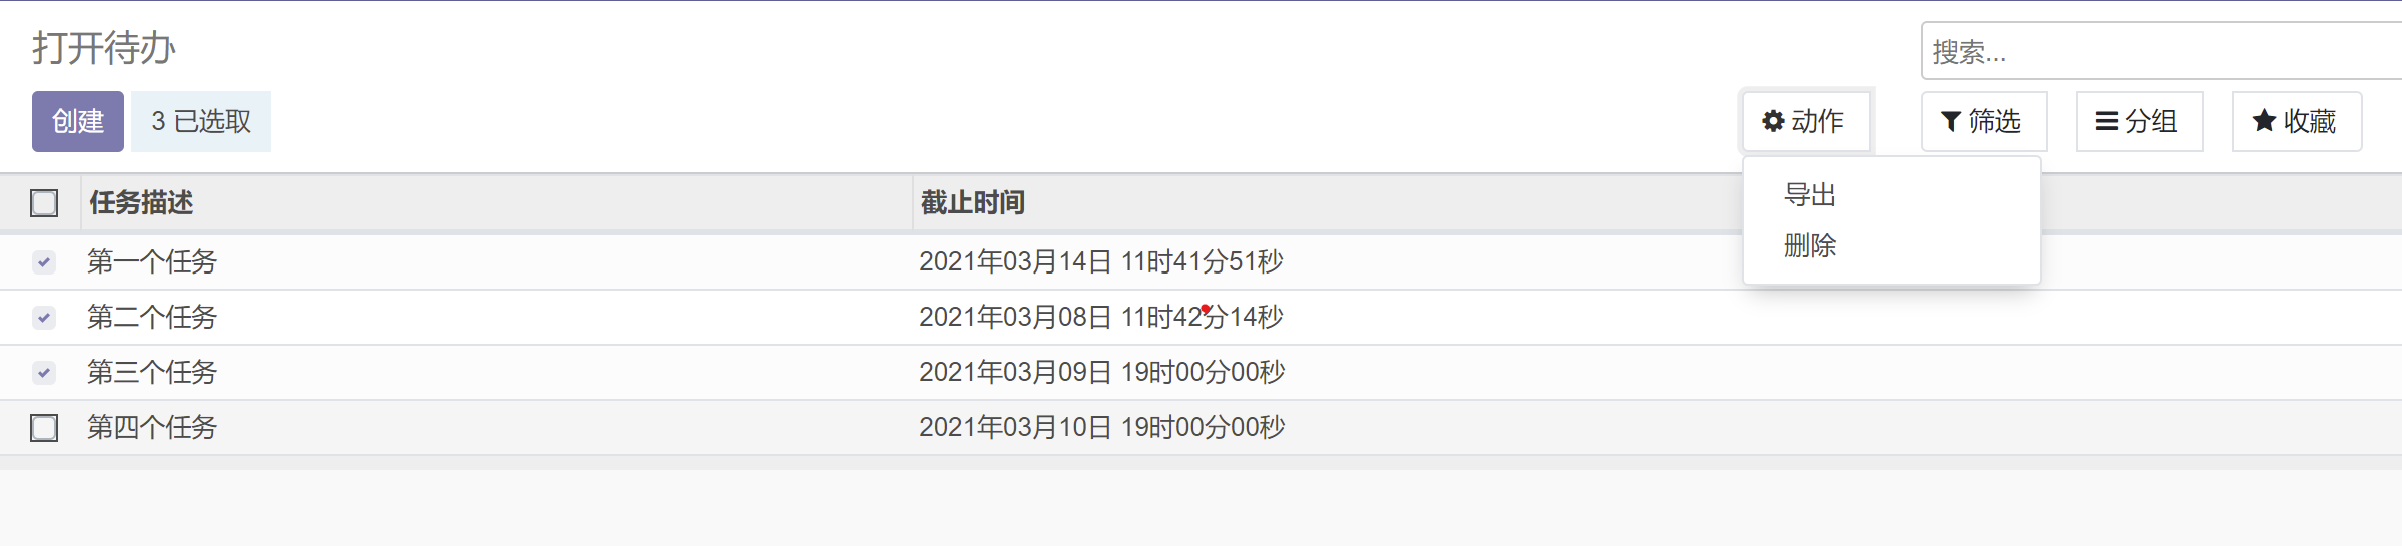 打开待办
搜索...
创建 3 已选取 动作 筛选 分组 收藏
导出
删除
任务描述 截止时间
第一个任务 2021年03月14日 11时41分51秒
第二个任务 2021年03月08日 11时42分14秒
第三个任务 2021年03月09日 19时00分00秒
第四个任务 2021年03月10日 19时00分00秒